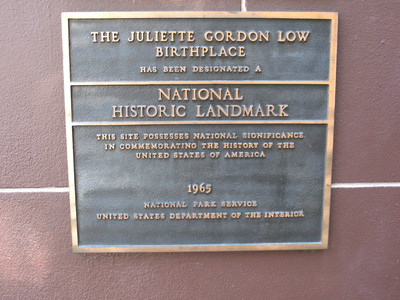 THE JULIETTE GORDON LOW
BIRTHPLACE
HAS BEEN DESIGNATED A
NATIONAL
HISTORIC LANDMARK
THIS SITE POSSESSES NATIONAL SIGNIFICANCE
IN COMMEMORATING THE HISTORY OF THE
UNITED STATES OF AMERICA
1965
NATIONAL PARK SERVICE
UNITED STATES DEPARTMENT OF THE INTERIOR